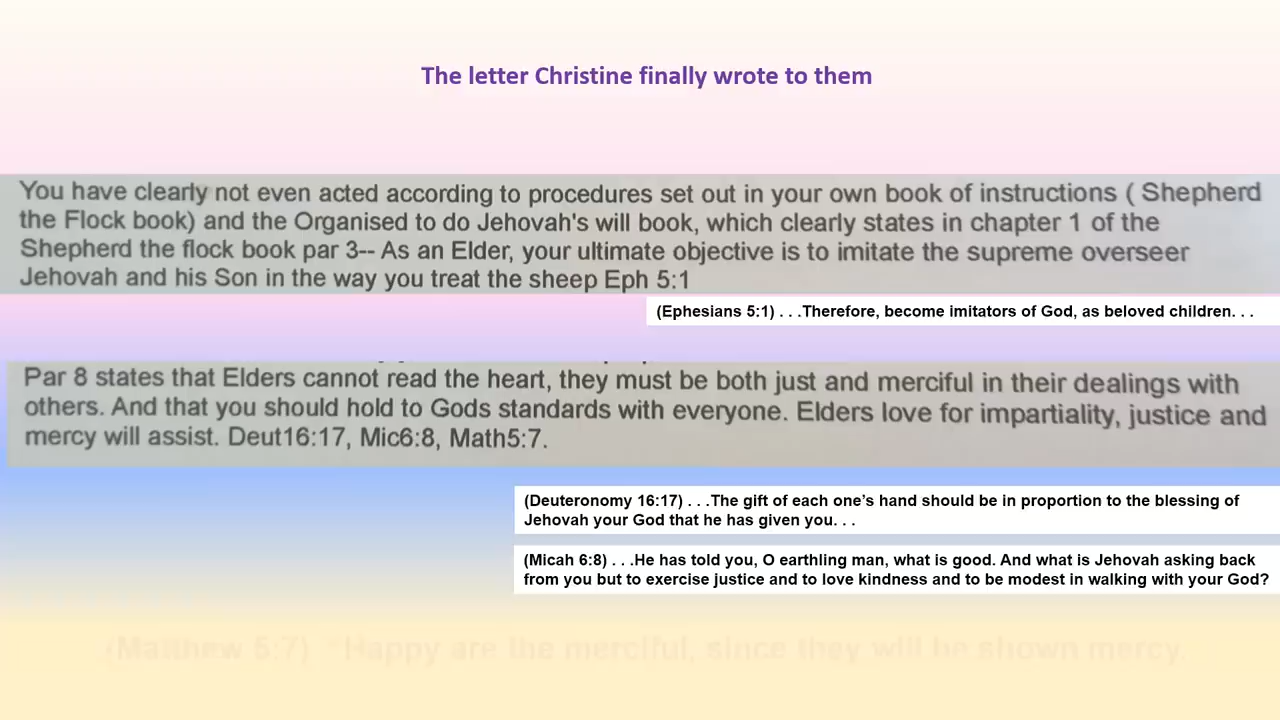 The letter Christine finally wrote to them
You have clearly not even acted according to procedures set out in your own book of instructions ( Shepherd
the Flock book) and the Organised to do Jehovah's will book, which clearly states in chapter 1 of the
Shepherd the flock book par 3-- As an Elder, your ultimate objective is to imitate the supreme overseer
Jehovah and his Son in the way you treat the sheep Eph 5:1
(Ephesians 5:1) . . .Therefore, become imitators of God, as beloved children. . .
Par 8 states that Elders cannot read the heart, they must be both just and merciful in their dealings with
others. And that you should hold to Gods standards with everyone. Elders love for impartiality, justice and
mercy will assist. Deut16:17, Mic6:8, Math5:7.
(Deuteronomy 16:17) . . .The gift of each one’s hand should be in proportion to the blessing of
Jehovah your God that he has given you. . .
(Micah 6:8) . . .He has told you, O earthling man, what is good. And what is Jehovah asking back
from you but to exercise justice and to love kindness and to be modest in walking with your God?
(Matthew 5:7) “Happy are the merciful, since they will be shown mercy.